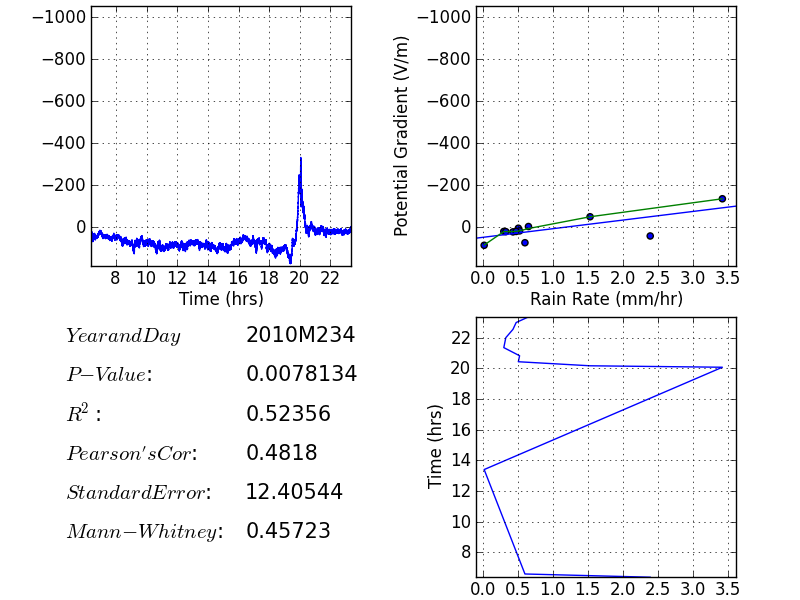 −1000
−800
−600
−400
−200
0
8 10 12 14 16 18 20 22
Time (hrs)
Potential Gradient (V/m)
−1000
−800
−600
−400
−200
0
0.0 0.5 1.0 1.5 2.0 2.5 3.0 3.5
Rain Rate (mm/hr)
YearandDay 2010M234
P−Value: 0.0078134
R² : 0.52356
Pearson'sCor: 0.4818
StandardError: 12.40544
Mann−Whitney: 0.45723
Time (hrs)
22
20
18
16
14
12
10
8
0.0 0.5 1.0 1.5 2.0 2.5 3.0 3.5